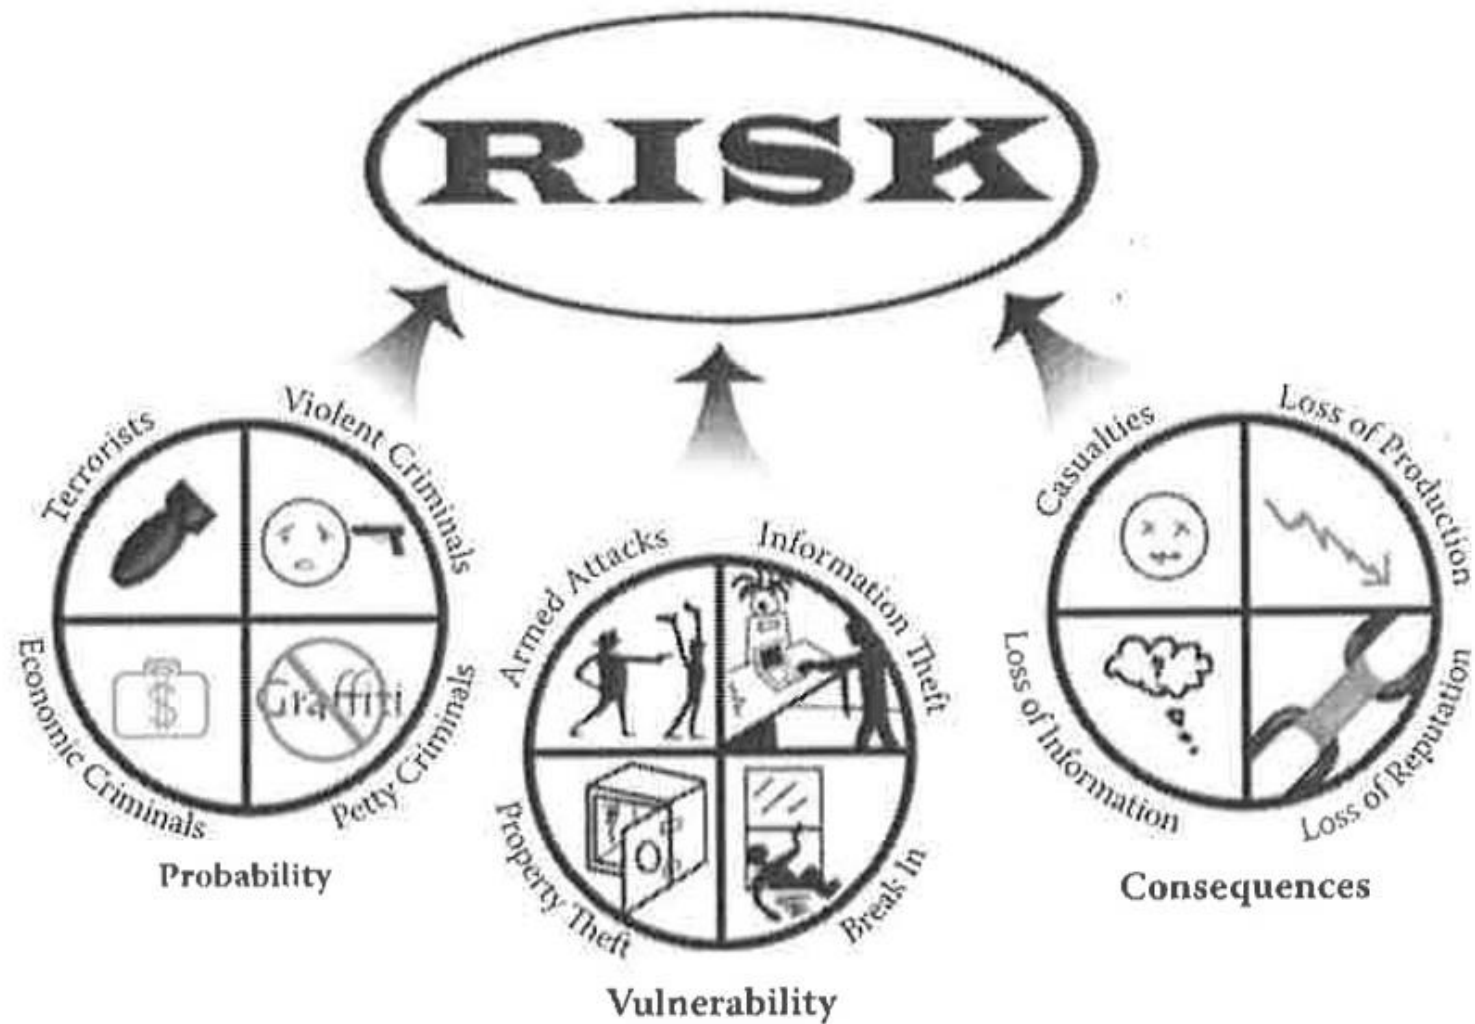 RISK
Terrorists
Violent Criminals
Economic Criminals
Graffiti
Petty Criminals
Probability
Armed Attacks
Information Theft
Property Theft
Break In
Vulnerability
Casualties
Loss of Production
Loss of Information
Loss of Reputation
Consequences